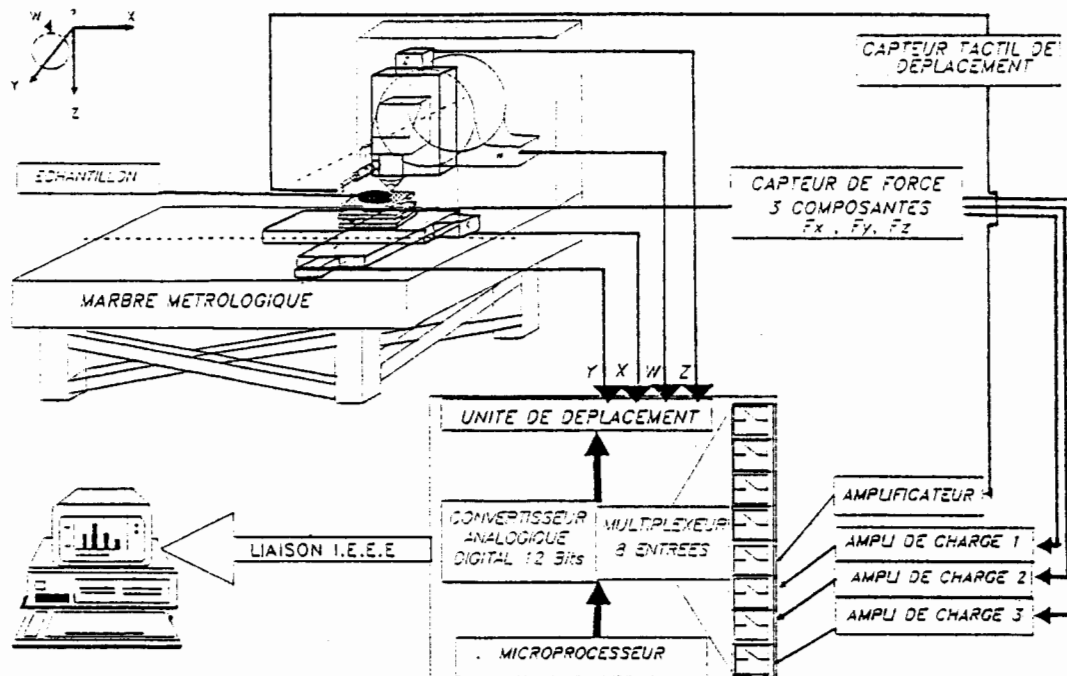 W
X
Y
Z
CAPTEUR TACTIL DE
DEPLACEMENT
ECHANTILLON
CAPTEUR DE FORCE
3 COMPOSANTES
Fx , Fy, Fz
MARBRE METROLOGIQUE
Y X W Z
UNITE DE DEPLACEMENT
CONVERTISSEUR
ANALOGIQUE
DIGITAL 12 Bits
MULTIPLEXEUR
8 ENTREES
LIAISON I.E.E.E
AMPLIFICATEUR
AMPLI DE CHARGE 1
AMPLI DE CHARGE 2
AMPLI DE CHARGE 3
MICROPROCESSEUR